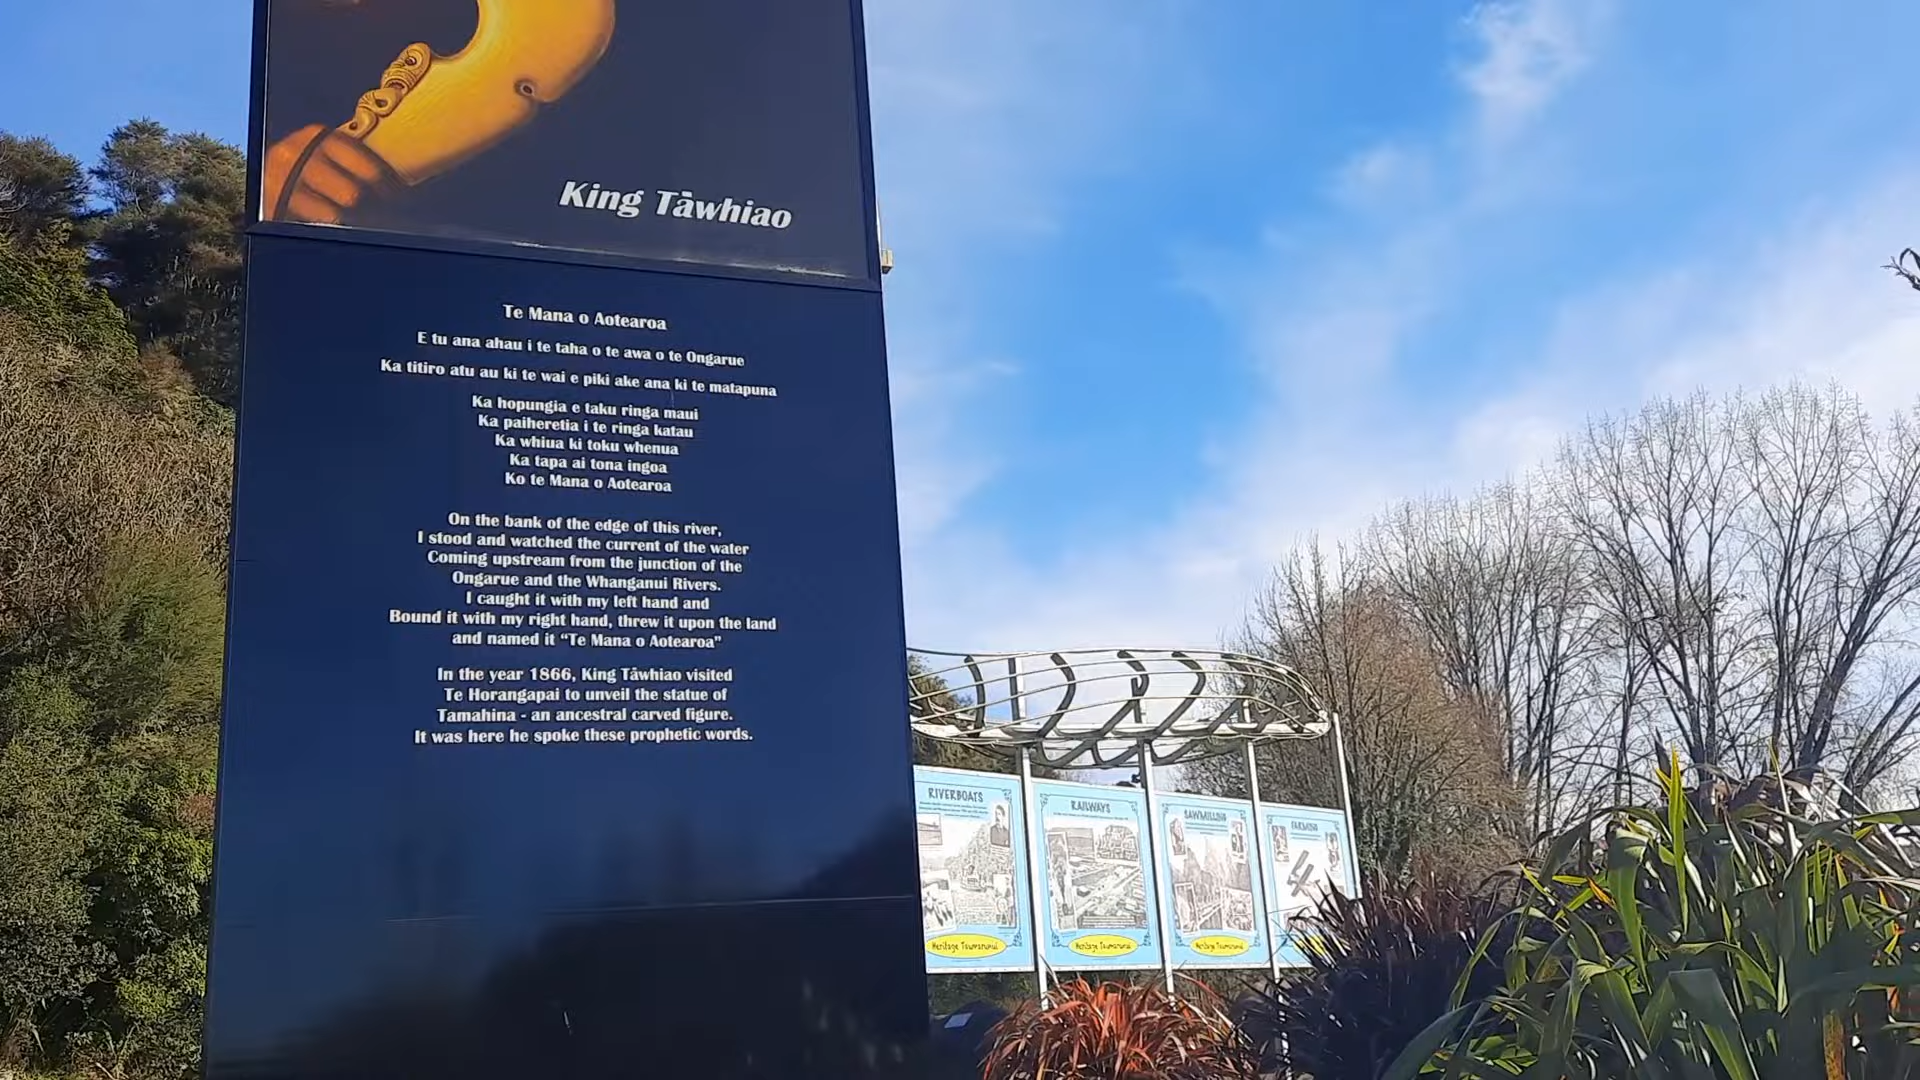 King Tāwhiao
Te Mana o Aotearoa
E tu ana ahau i te taha o te awa o te Ongarue
Ka titiro atu au ki te wai e piki ake ana ki te matapuna
Ka hopungia e taku ringa maui
Ka paiheretia i te ringa katau
Ka whiua ki toku whenua
Ka tapa ai tona ingoa
Ko te Mana o Aotearoa
On the bank of the edge of this river,
I stood and watched the current of the water
Coming upstream from the junction of the
Ongarue and the Whanganui Rivers.
I caught it with my left hand and
Bound it with my right hand, threw it upon the land
and named it “Te Mana o Aotearoa”
In the year 1866, King Tāwhiao visited
Te Horangapai to unveil the statue of
Tamahina - an ancestral carved figure.
It was here he spoke these prophetic words.
RIVERBOATS
Heritage Taumarunui
RAILWAYS
Heritage Taumarunui
SAWMILLING
Heritage Taumarunui
FARMING